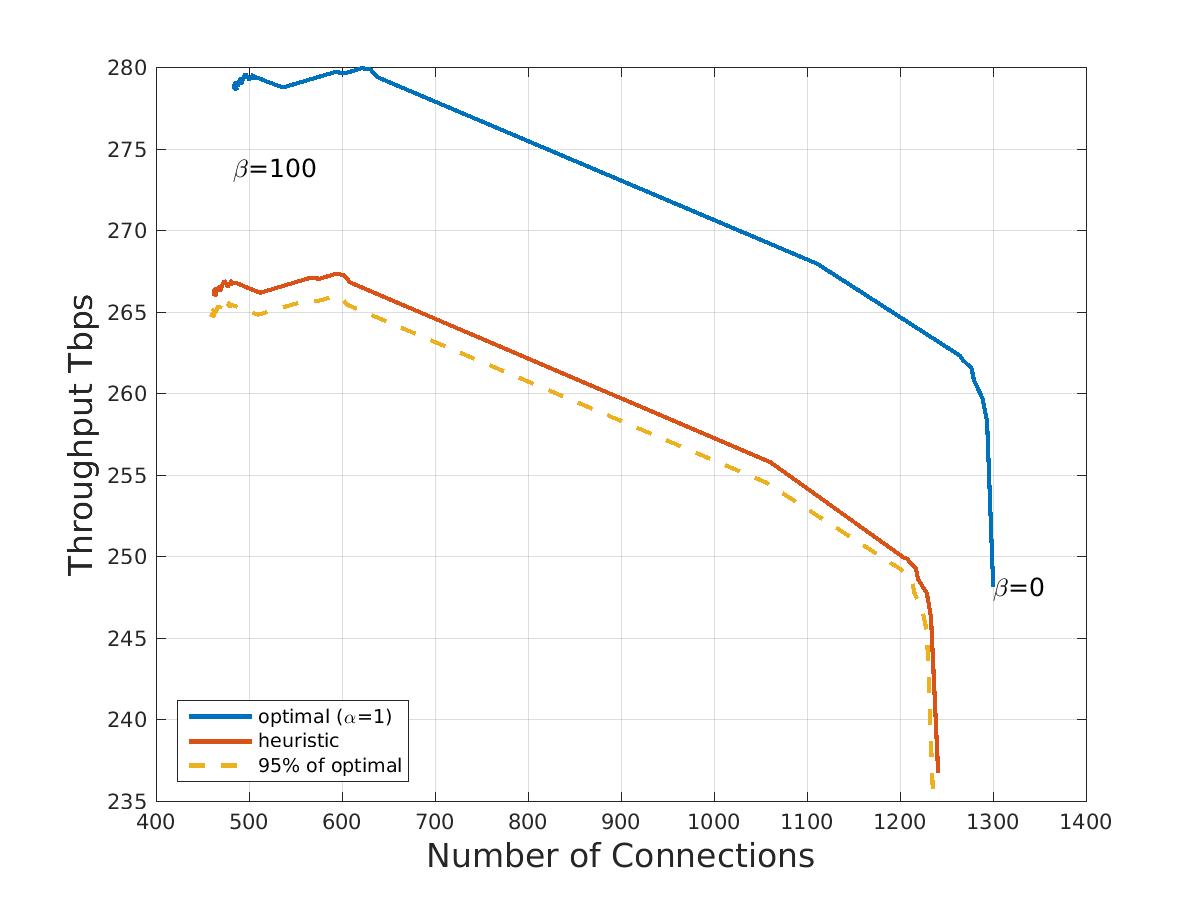 280
275
270
265
260
255
250
245
240
235
Throughput Tbps
β=100
β=0
optimal (α=1)
heuristic
95% of optimal
400 500 600 700 800 900 1000 1100 1200 1300 1400
Number of Connections